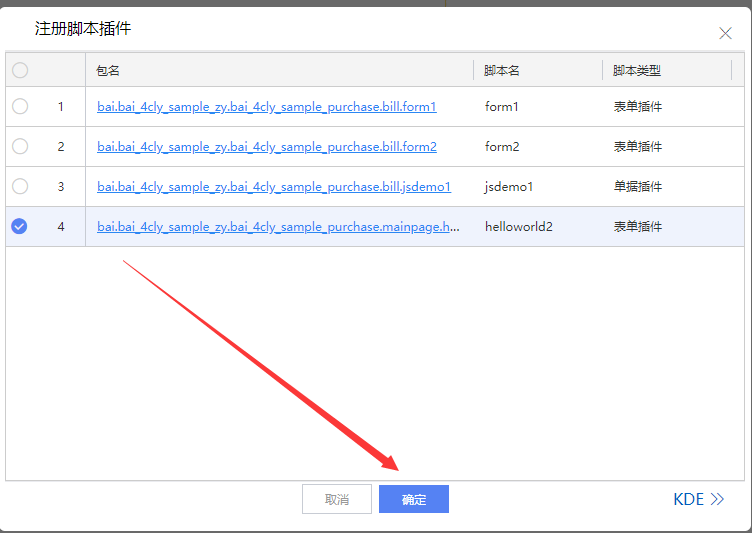 注册脚本插件
包名 脚本名 脚本类型
1 bai.bai_4cly_sample_zy.bai_4cly_sample_purchase.bill.form1 form1 表单插件
2 bai.bai_4cly_sample_zy.bai_4cly_sample_purchase.bill.form2 form2 表单插件
3 bai.bai_4cly_sample_zy.bai_4cly_sample_purchase.bill.jsdemo1 jsdemo1 单据插件
4 bai.bai_4cly_sample_zy.bai_4cly_sample_purchase.mainpage.h... helloworld2 表单插件
取消 确定 KDE